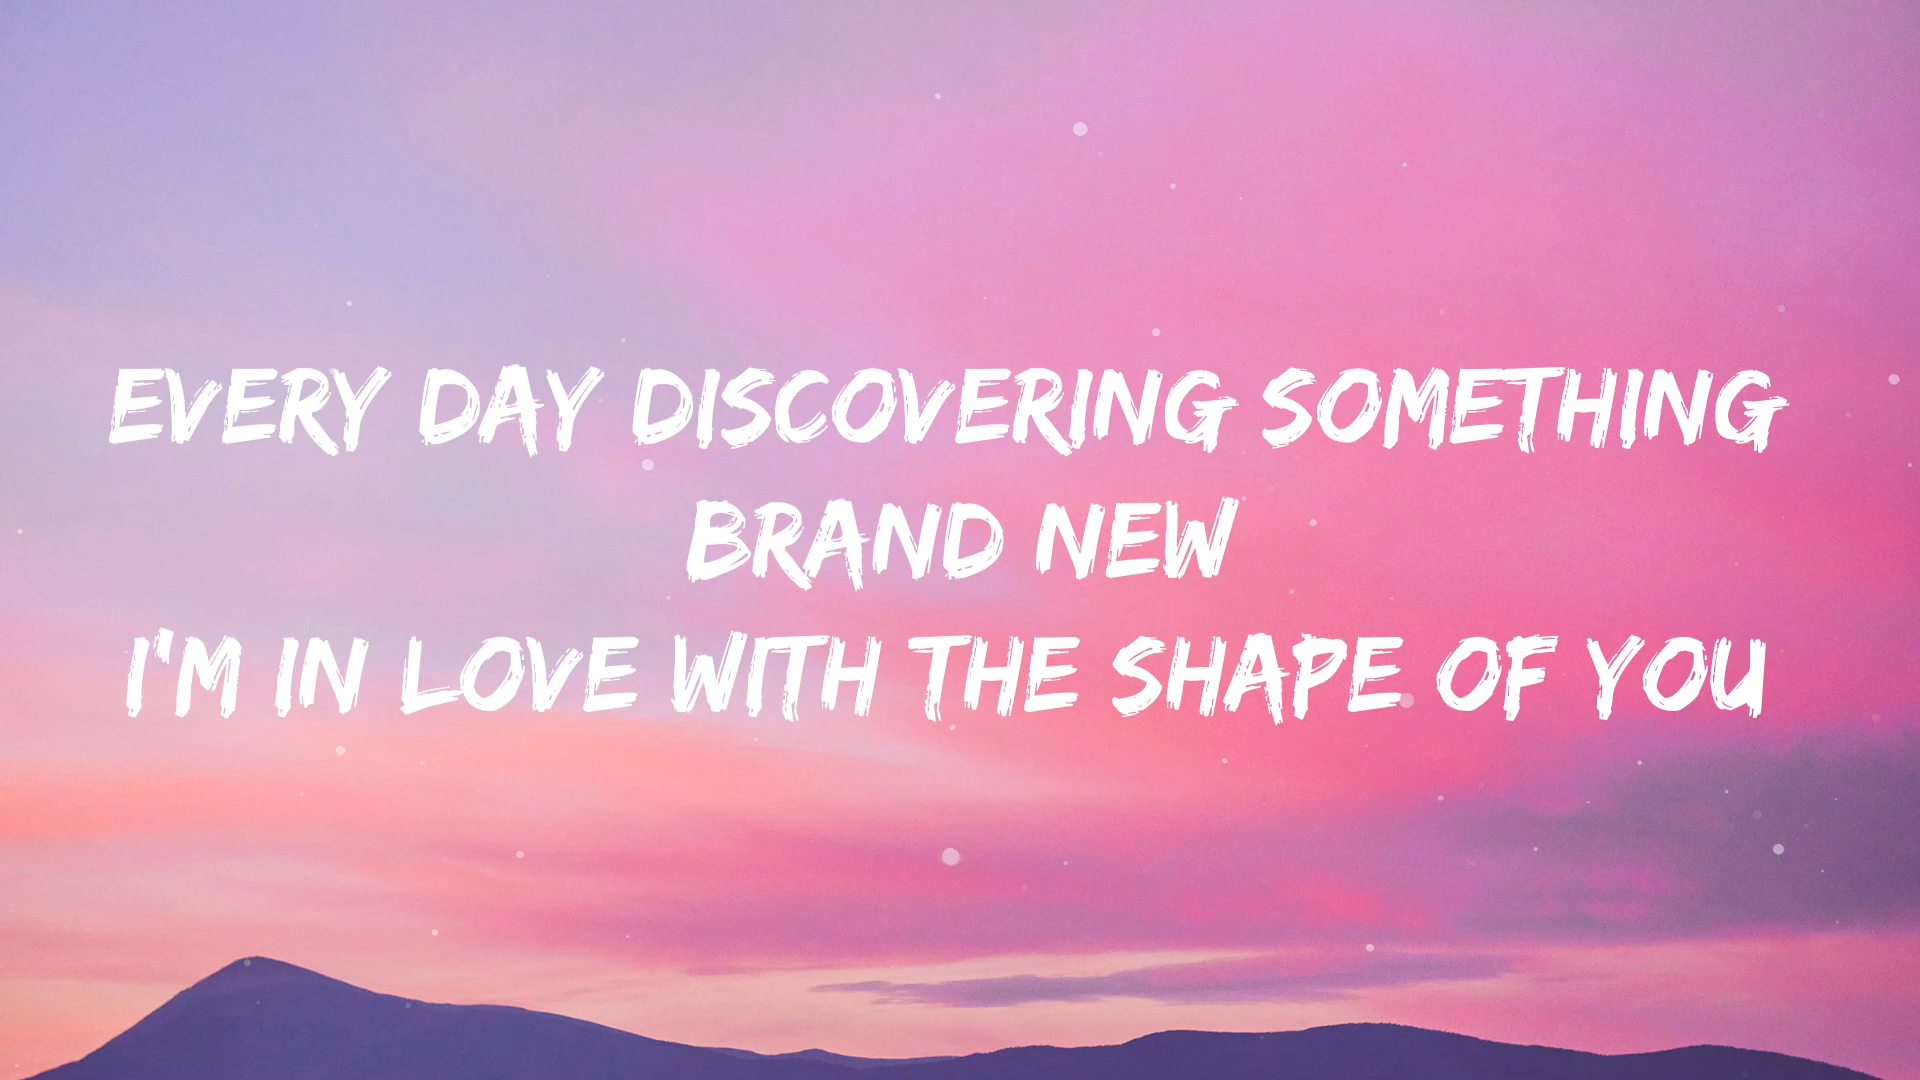 EVERY DAY DISCOVERING SOMETHING
BRAND NEW
I'M IN LOVE WITH THE SHAPE OF YOU